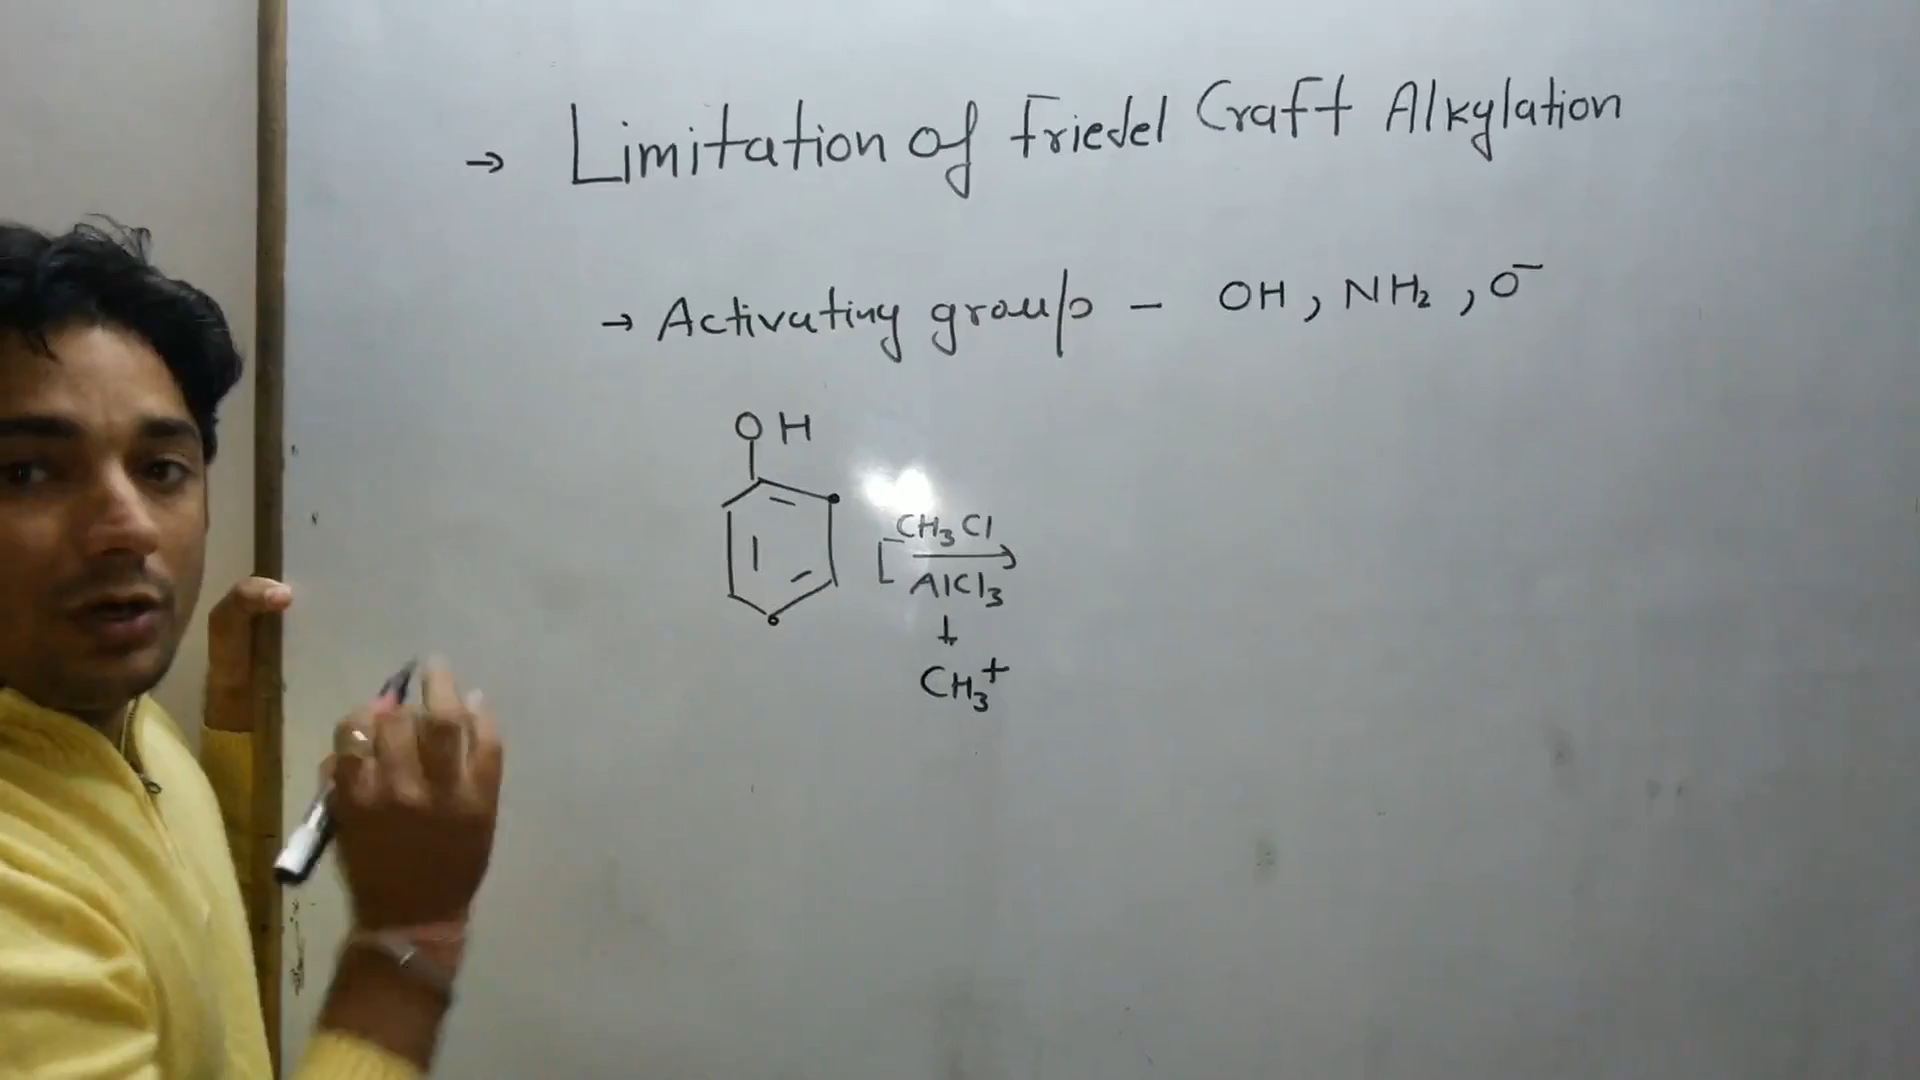 → Limitation of Friedel Craft Alkylation
→ Activating group - OH, NH₂, O⁻
OH
CH₃Cl
AlCl₃
+
CH₃⁺